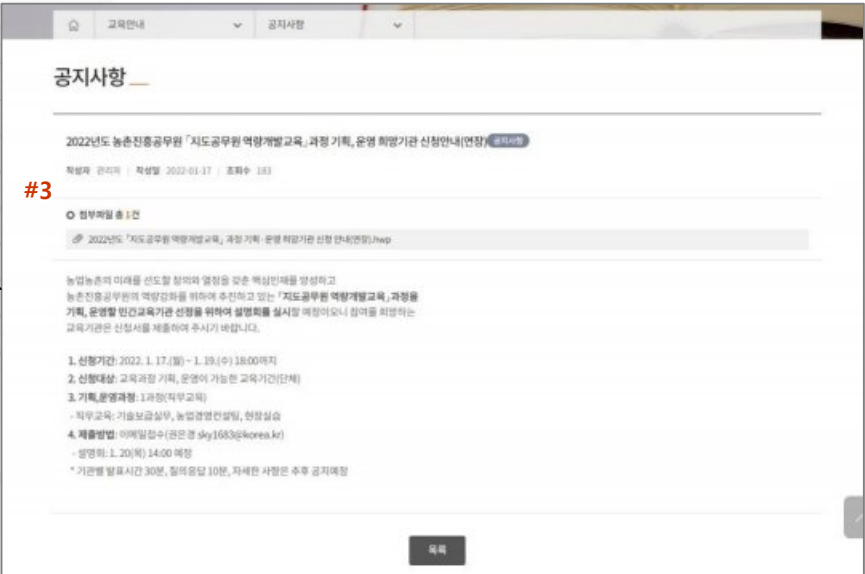 교육안내
공지사항
공지사항
2022년도 농촌진흥공무원 「지도공무원 역량개발교육」 과정 기획, 운영 희망기관 신청안내(연장) 공지사항
작성자 관리자 | 작성일 2022-01-17 | 조회수 183
#3
첨부파일 총 1건
2022년도 「지도공무원 역량개발교육」 과정 기획·운영 희망기관 신청 안내(연장).hwp
농업농촌의 미래를 선도할 창의와 열정을 갖춘 핵심인재를 양성하고
농촌진흥공무원의 역량강화를 위하여 추진하고 있는 「지도공무원 역량개발교육」 과정을
기획, 운영할 민간교육기관 선정을 위하여 설명회를 실시할 예정이오니 참여를 희망하는
교육기관은 신청서를 제출하여 주시기 바랍니다.
1. 신청기간: 2022. 1. 17.(월) ~ 1. 19.(수) 18:00까지
2. 신청대상: 교육과정 기획, 운영이 가능한 교육기관(단체)
3. 기획,운영과정: 1과정(직무교육)
- 직무교육: 기술보급실무, 농업경영컨설팅, 현장실습
4. 제출방법: 이메일접수(권은경 sky1683@korea.kr)
- 설명회: 1. 20(목) 14:00 예정
* 기관별 발표시간 30분, 질의응답 10분, 자세한 사항은 추후 공지예정
목록